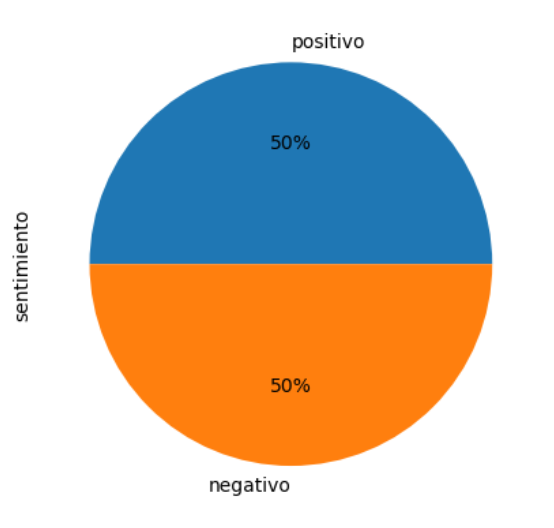 positivo
50%
sentimiento
50%
negativo